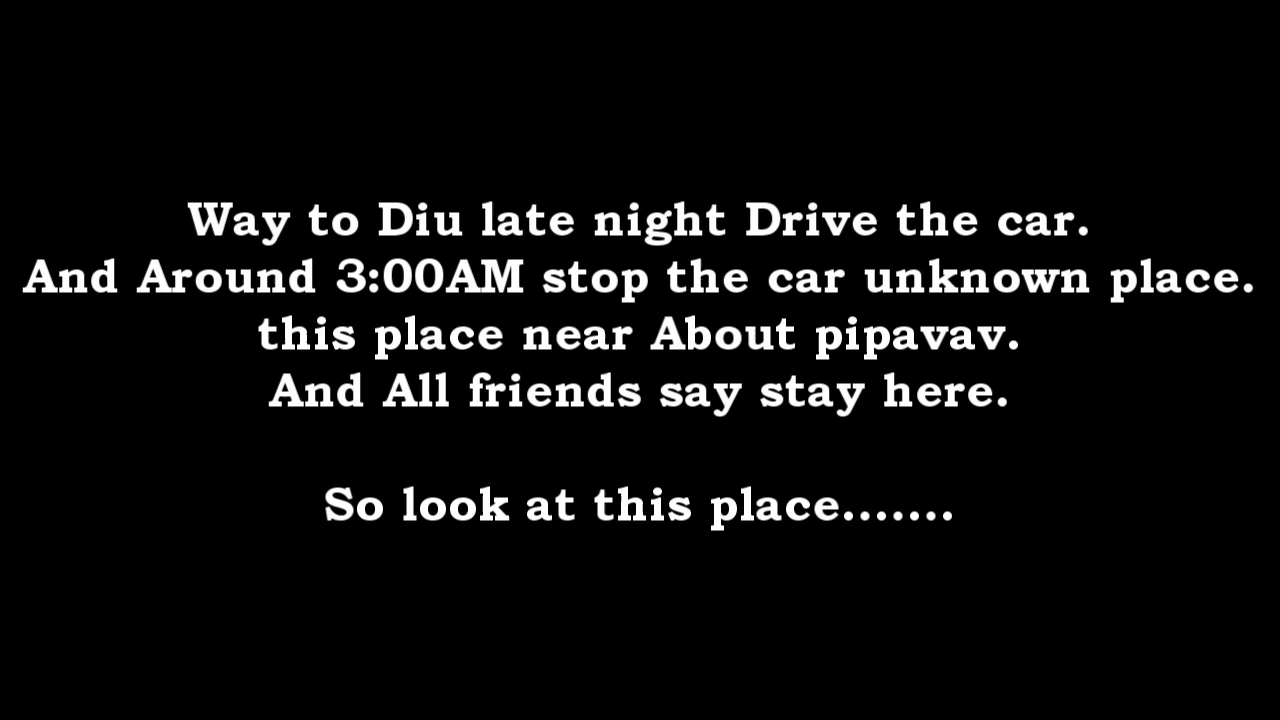 Way to Diu late night Drive the car.
And Around 3:00AM stop the car unknown place.
this place near About pipavav.
And All friends say stay here.
So look at this place.......